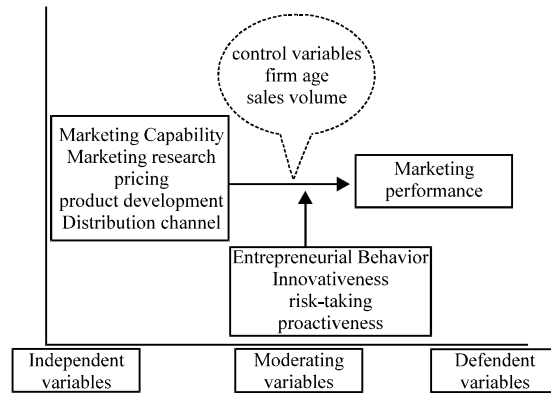 control variables
firm age
sales volume
Marketing Capability
Marketing research
pricing
product development
Distribution channel
Marketing
performance
Entrepreneurial Behavior
Innovativeness
risk-taking
proactiveness
Independent
variables
Moderating
variables
Defendent
variables